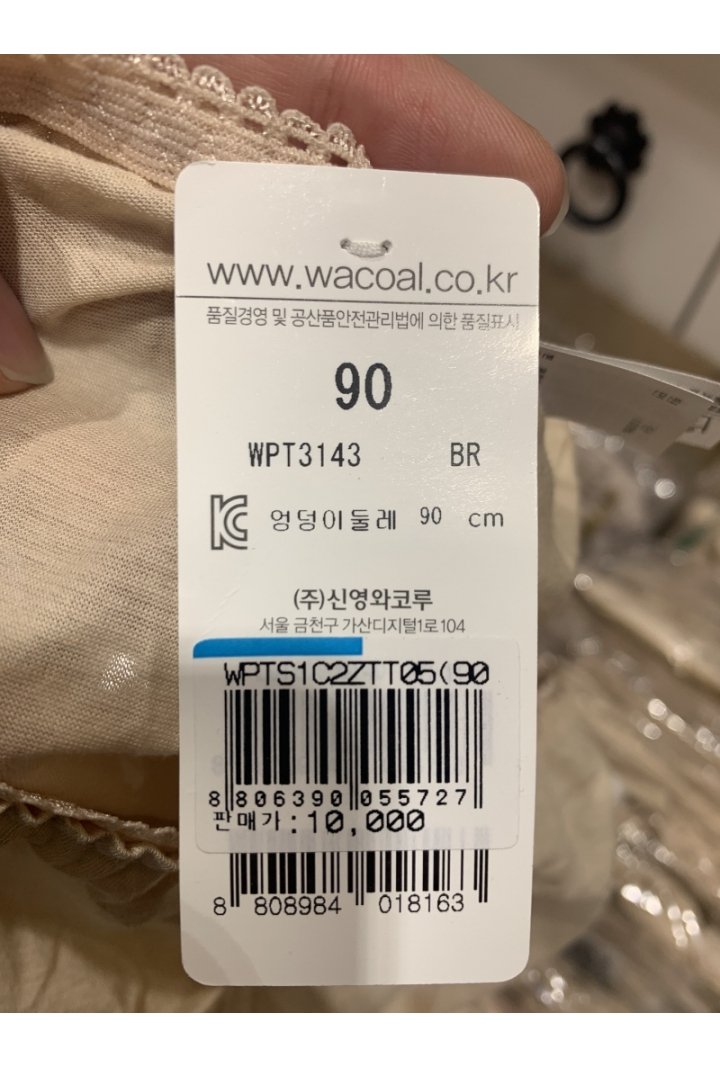 www.wacoal.co.kr
품질경영 및 공산품안전관리법에 의한 품질표시
90
WPT3143 BR
엉덩이둘레 90 cm
(주)신영와코루
서울 금천구 가산디지털1로 104
WPTS1C2ZTT05(90
8 806390 055727
판매가:10,000
8 808984 018163